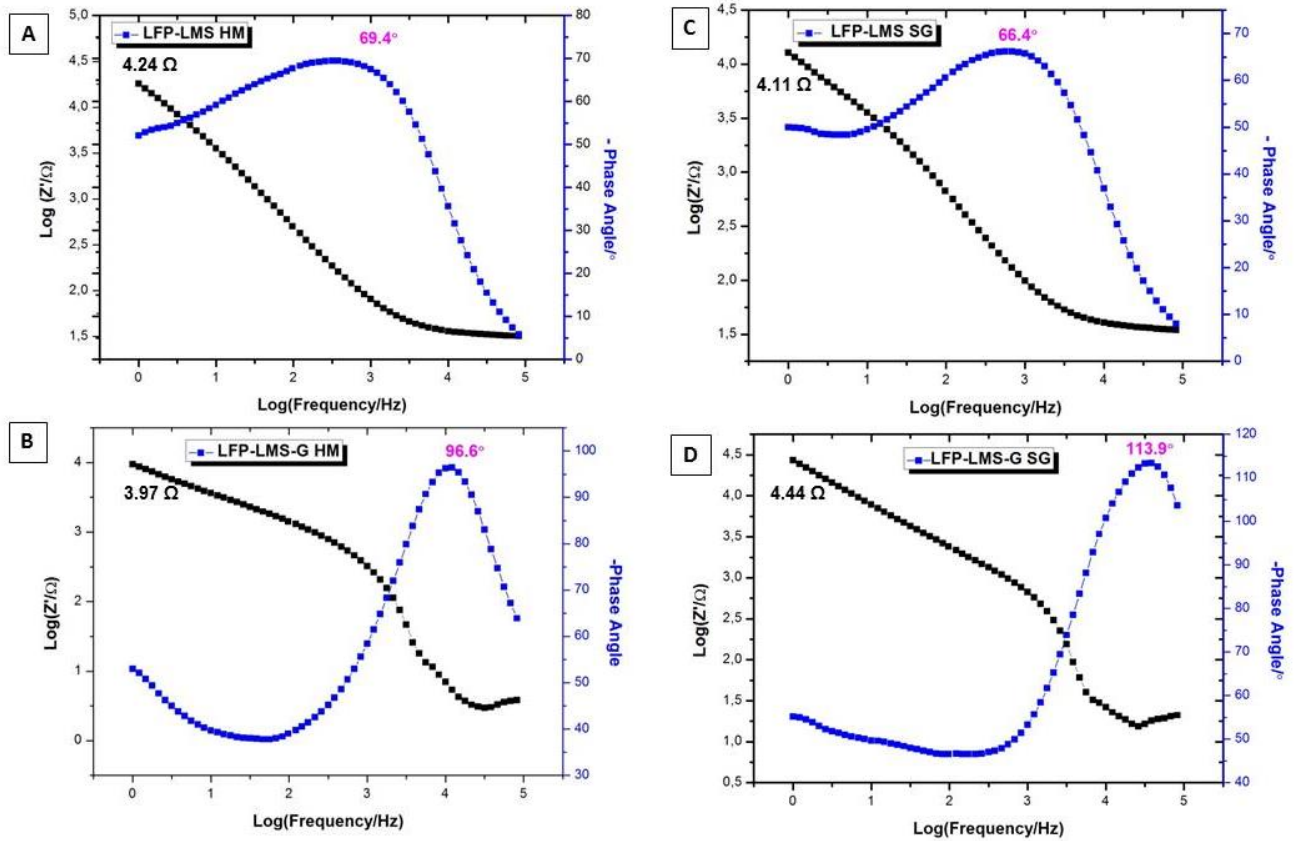 A
LFP-LMS HM
69.4°
4.24 Ω
5,0
4,5
4,0
3,5
3,0
2,5
2,0
1,5
Log (Z'/Ω)
80
70
60
50
40
30
20
10
0
- Phase Angle/°
0 1 2 3 4 5
Log(Frequency/Hz)
C
LFP-LMS SG
66.4°
4.11 Ω
4,5
4,0
3,5
3,0
2,5
2,0
1,5
Log(Z'/Ω)
70
60
50
40
30
20
10
0
- Phase Angle/°
0 1 2 3 4 5
Log(Frequency/Hz)
B
LFP-LMS-G HM
96.6°
3.97 Ω
4
3
2
1
0
Log(Z'/Ω)
100
90
80
70
60
50
40
30
-Phase Angle
0 1 2 3 4 5
Log(Frequency/Hz)
D
LFP-LMS-G SG
113.9°
4.44 Ω
4,5
4,0
3,5
3,0
2,5
2,0
1,5
1,0
0,5
Log(Z'/Ω)
120
110
100
90
80
70
60
50
40
-Phase Angle/°
0 1 2 3 4 5
Log(Frequency/Hz)